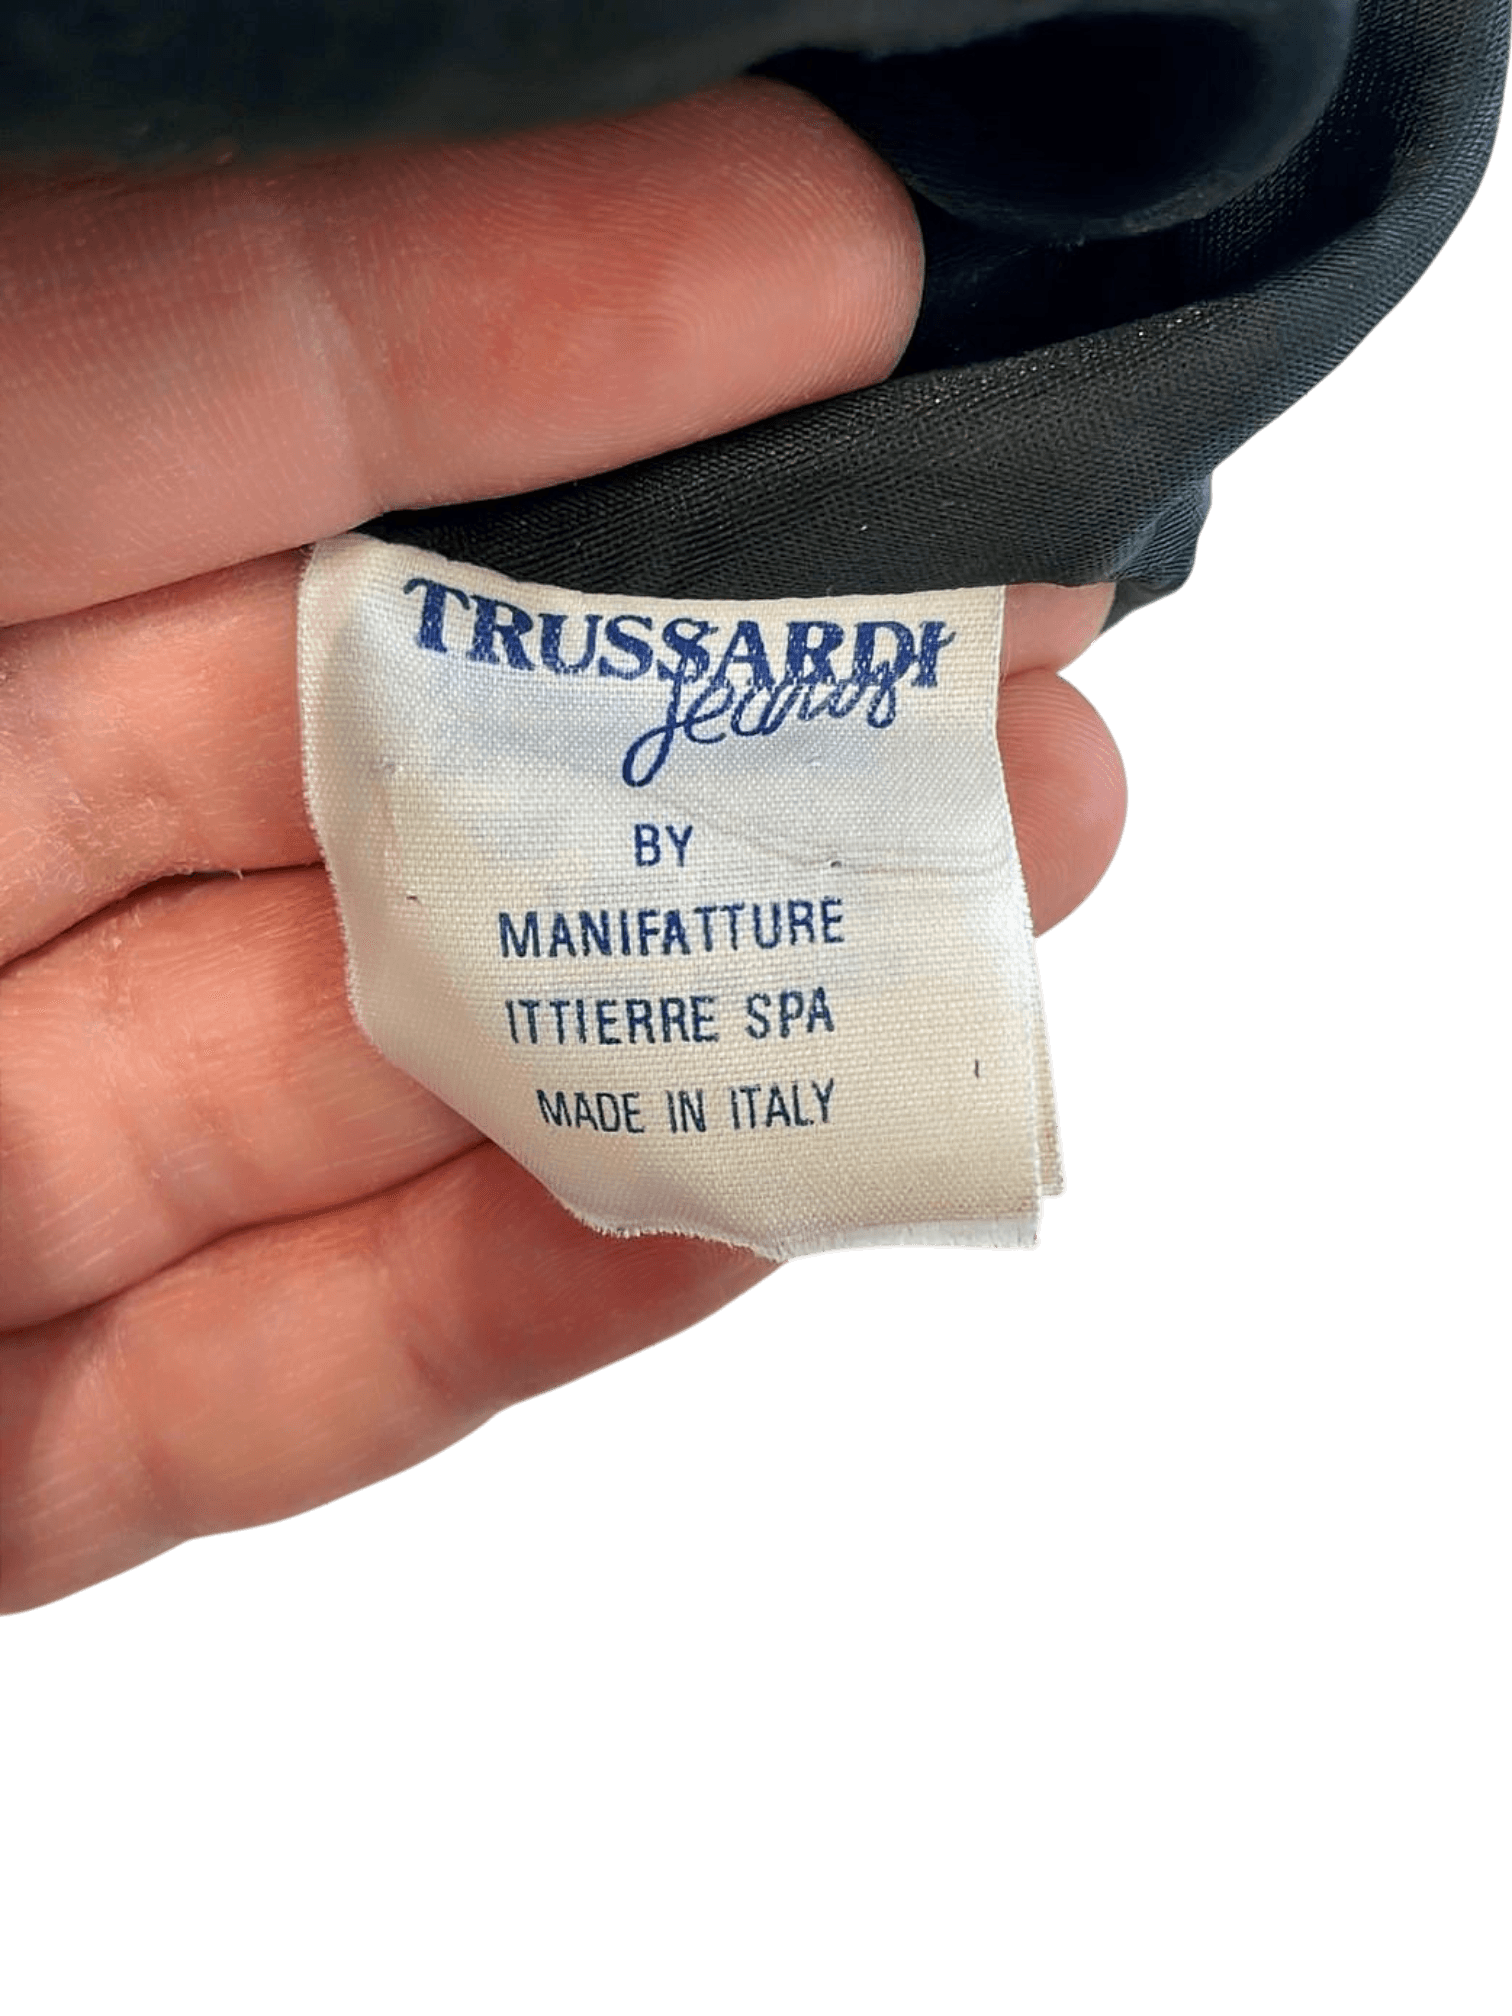 TRUSSARDI
Jeans
BY
MANIFATTURE
ITTIERRE SPA
MADE IN ITALY